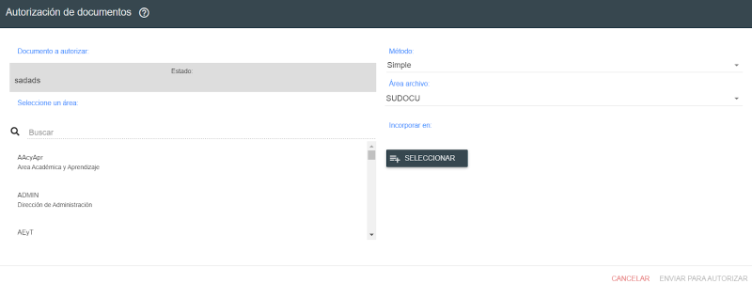 Autorización de documentos
Documento a autorizar:
Estado:
sadads
Seleccione un área:
Buscar
AAcyApr
Area Académica y Aprendizaje
ADMIN
Dirección de Administración
AEyT
Método:
Simple
Área archivo:
SUDOCU
Incorporar en:
SELECCIONAR
CANCELAR ENVIAR PARA AUTORIZAR